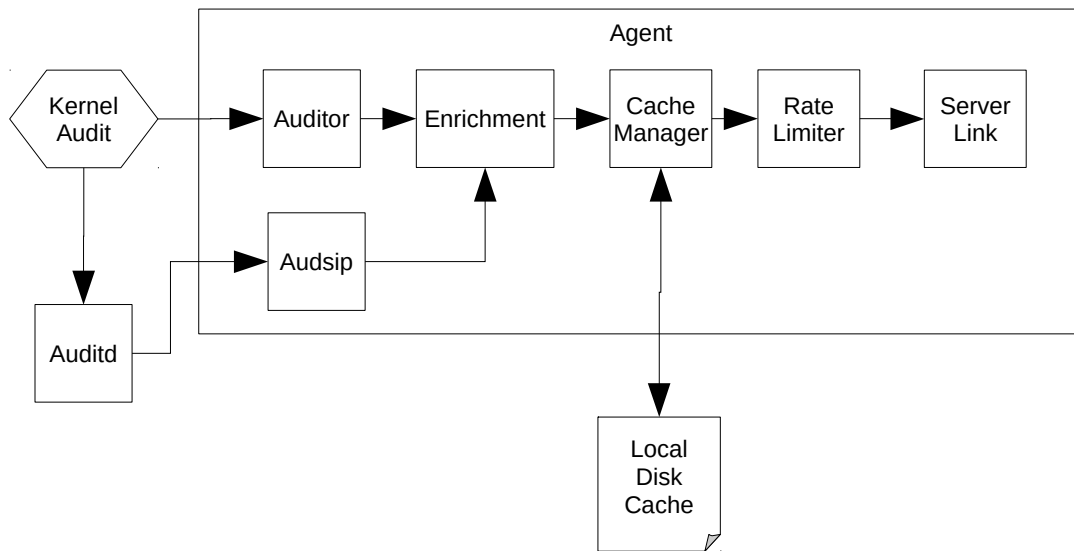 Agent
Kernel
Audit
Auditor
Enrichment
Cache
Manager
Rate
Limiter
Server
Link
Audsip
Auditd
Local
Disk
Cache